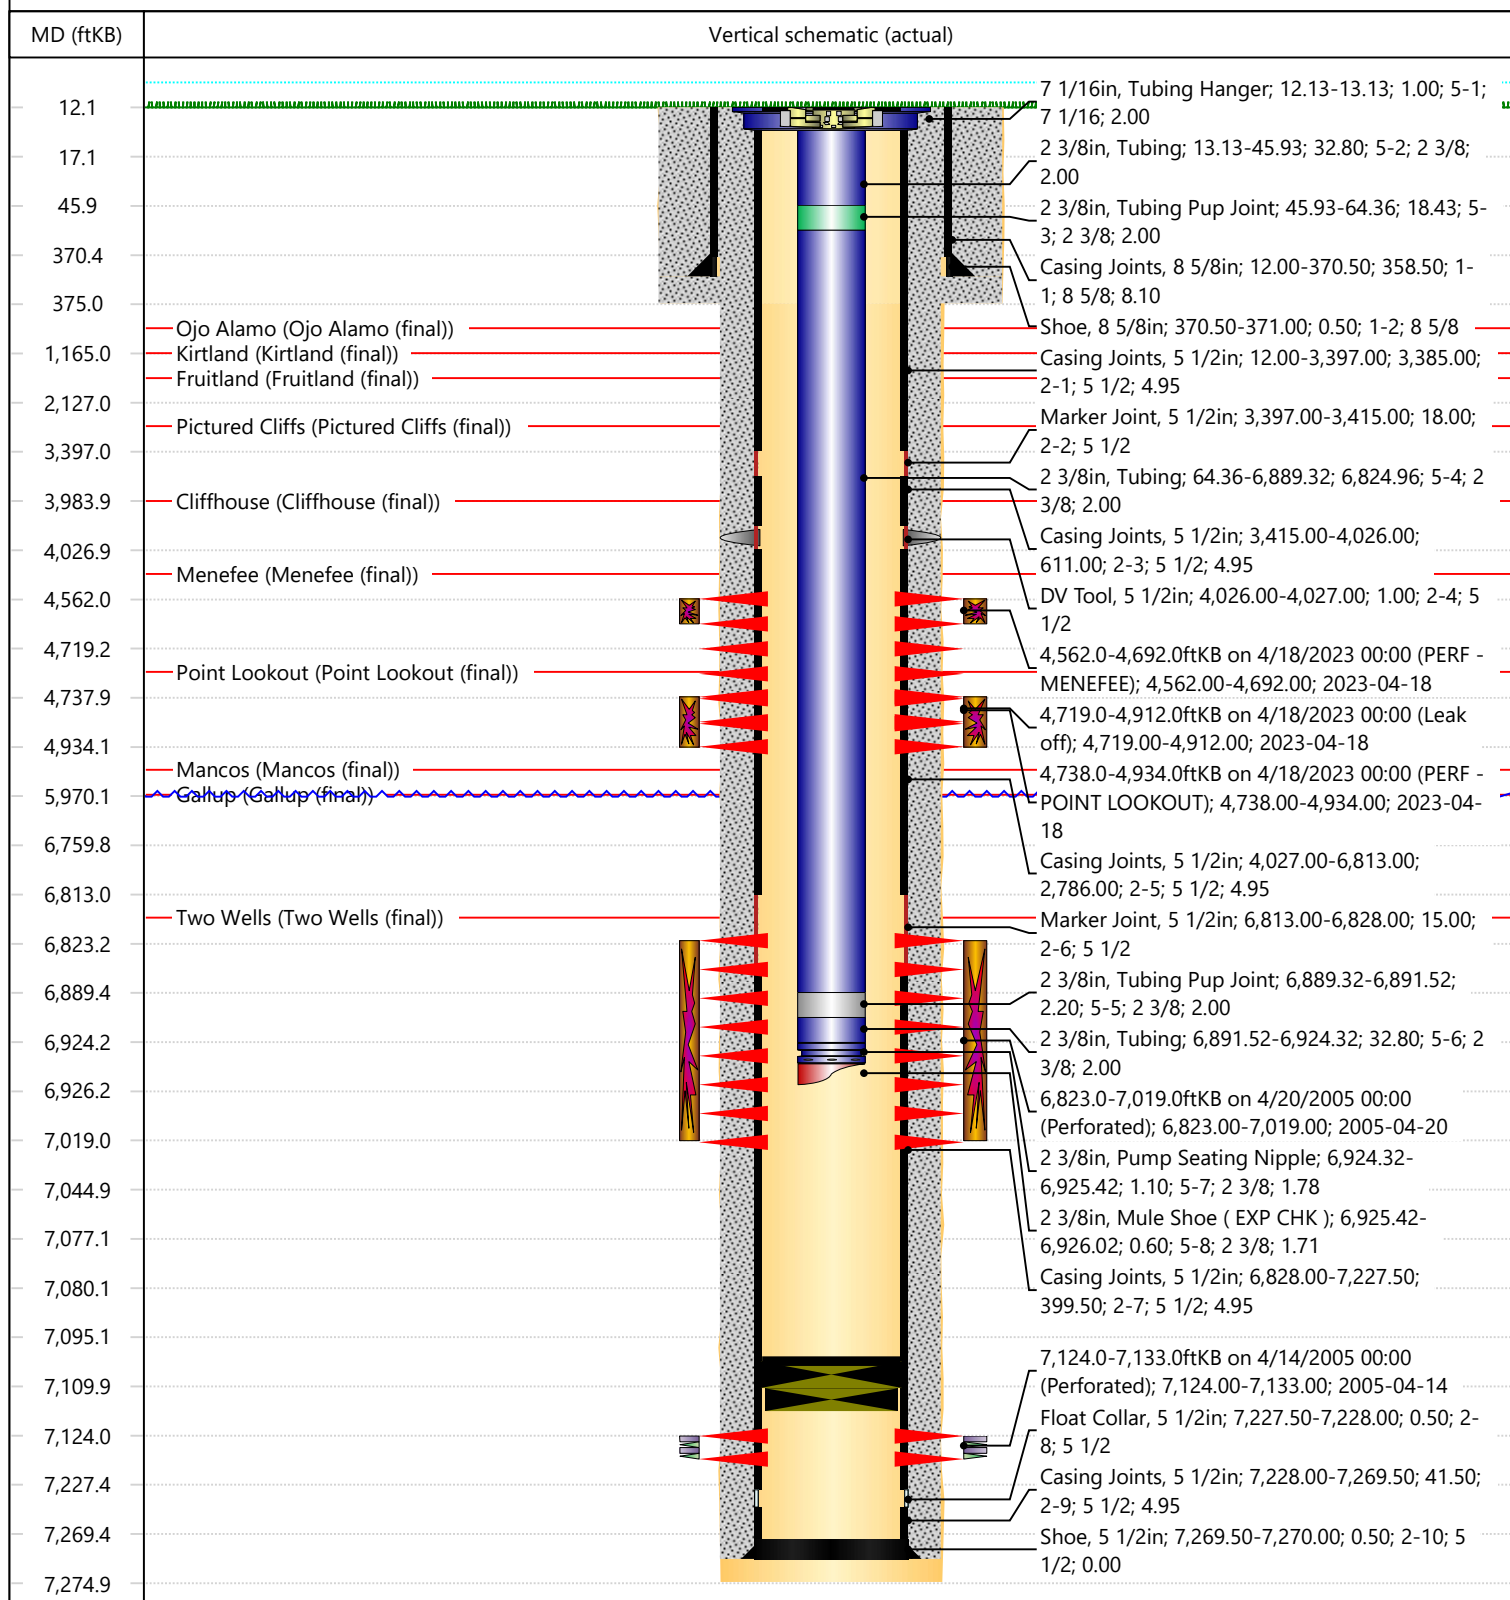 MD (ftKB)
Vertical schematic (actual)
12.1
17.1
45.9
370.4
375.0
1,165.0
2,127.0
3,397.0
3,983.9
4,026.9
4,562.0
4,719.2
4,737.9
4,934.1
5,970.1
6,759.8
6,813.0
6,823.2
6,889.4
6,924.2
6,926.2
7,019.0
7,044.9
7,077.1
7,080.1
7,095.1
7,109.9
7,124.0
7,227.4
7,269.4
7,274.9
Ojo Alamo (Ojo Alamo (final))
Kirtland (Kirtland (final))
Fruitland (Fruitland (final))
Pictured Cliffs (Pictured Cliffs (final))
Cliffhouse (Cliffhouse (final))
Menefee (Menefee (final))
Point Lookout (Point Lookout (final))
Mancos (Mancos (final))
Gallup (Gallup (final))
Two Wells (Two Wells (final))
7 1/16in, Tubing Hanger; 12.13-13.13; 1.00; 5-1;
7 1/16; 2.00
2 3/8in, Tubing; 13.13-45.93; 32.80; 5-2; 2 3/8;
2.00
2 3/8in, Tubing Pup Joint; 45.93-64.36; 18.43; 5-
3; 2 3/8; 2.00
Casing Joints, 8 5/8in; 12.00-370.50; 358.50; 1-
1; 8 5/8; 8.10
Shoe, 8 5/8in; 370.50-371.00; 0.50; 1-2; 8 5/8
Casing Joints, 5 1/2in; 12.00-3,397.00; 3,385.00;
2-1; 5 1/2; 4.95
Marker Joint, 5 1/2in; 3,397.00-3,415.00; 18.00;
2-2; 5 1/2
2 3/8in, Tubing; 64.36-6,889.32; 6,824.96; 5-4; 2
3/8; 2.00
Casing Joints, 5 1/2in; 3,415.00-4,026.00;
611.00; 2-3; 5 1/2; 4.95
DV Tool, 5 1/2in; 4,026.00-4,027.00; 1.00; 2-4; 5
1/2
4,562.0-4,692.0ftKB on 4/18/2023 00:00 (PERF -
MENEFEE); 4,562.00-4,692.00; 2023-04-18
4,719.0-4,912.0ftKB on 4/18/2023 00:00 (Leak
off); 4,719.00-4,912.00; 2023-04-18
4,738.0-4,934.0ftKB on 4/18/2023 00:00 (PERF -
POINT LOOKOUT); 4,738.00-4,934.00; 2023-04-
18
Casing Joints, 5 1/2in; 4,027.00-6,813.00;
2,786.00; 2-5; 5 1/2; 4.95
Marker Joint, 5 1/2in; 6,813.00-6,828.00; 15.00;
2-6; 5 1/2
2 3/8in, Tubing Pup Joint; 6,889.32-6,891.52;
2.20; 5-5; 2 3/8; 2.00
2 3/8in, Tubing; 6,891.52-6,924.32; 32.80; 5-6; 2
3/8; 2.00
6,823.0-7,019.0ftKB on 4/20/2005 00:00
(Perforated); 6,823.00-7,019.00; 2005-04-20
2 3/8in, Pump Seating Nipple; 6,924.32-
6,925.42; 1.10; 5-7; 2 3/8; 1.78
2 3/8in, Mule Shoe ( EXP CHK ); 6,925.42-
6,926.02; 0.60; 5-8; 2 3/8; 1.71
Casing Joints, 5 1/2in; 6,828.00-7,227.50;
399.50; 2-7; 5 1/2; 4.95
7,124.0-7,133.0ftKB on 4/14/2005 00:00
(Perforated); 7,124.00-7,133.00; 2005-04-14
Float Collar, 5 1/2in; 7,227.50-7,228.00; 0.50; 2-
8; 5 1/2
Casing Joints, 5 1/2in; 7,228.00-7,269.50; 41.50;
2-9; 5 1/2; 4.95
Shoe, 5 1/2in; 7,269.50-7,270.00; 0.50; 2-10; 5
1/2; 0.00